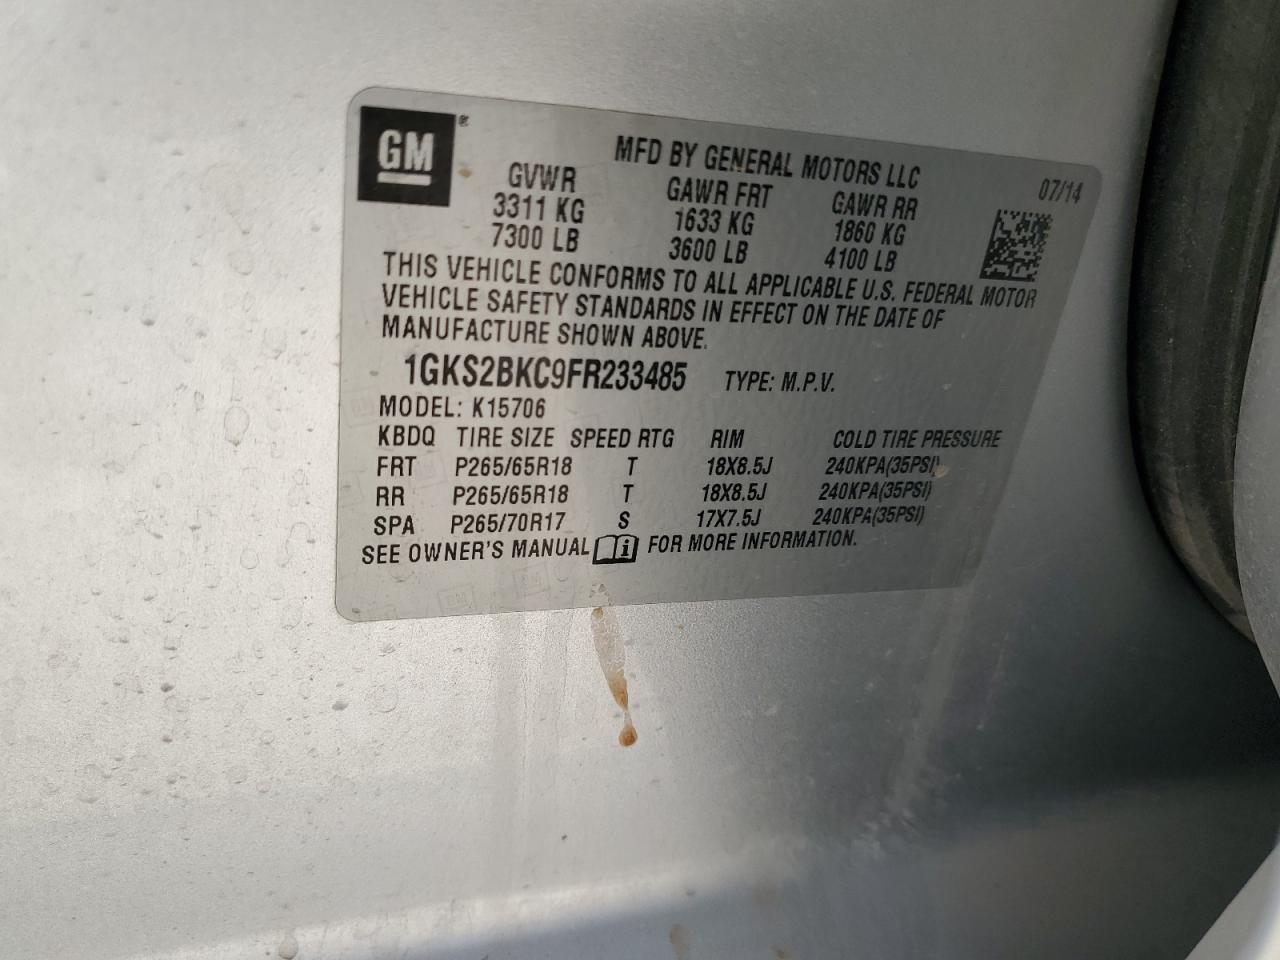 GM ®
MFD BY GENERAL MOTORS LLC
07/14
GVWR GAWR FRT GAWR RR
3311 KG 1633 KG 1860 KG
7300 LB 3600 LB 4100 LB
THIS VEHICLE CONFORMS TO ALL APPLICABLE U.S. FEDERAL MOTOR
VEHICLE SAFETY STANDARDS IN EFFECT ON THE DATE OF
MANUFACTURE SHOWN ABOVE.
1GKS2BKC9FR233485 TYPE: M.P.V.
MODEL: K15706
KBDQ TIRE SIZE SPEED RTG RIM COLD TIRE PRESSURE
FRT P265/65R18 T 18X8.5J 240KPA(35PSI)
RR P265/65R18 T 18X8.5J 240KPA(35PSI)
SPA P265/70R17 S 17X7.5J 240KPA(35PSI)
SEE OWNER'S MANUAL i FOR MORE INFORMATION.